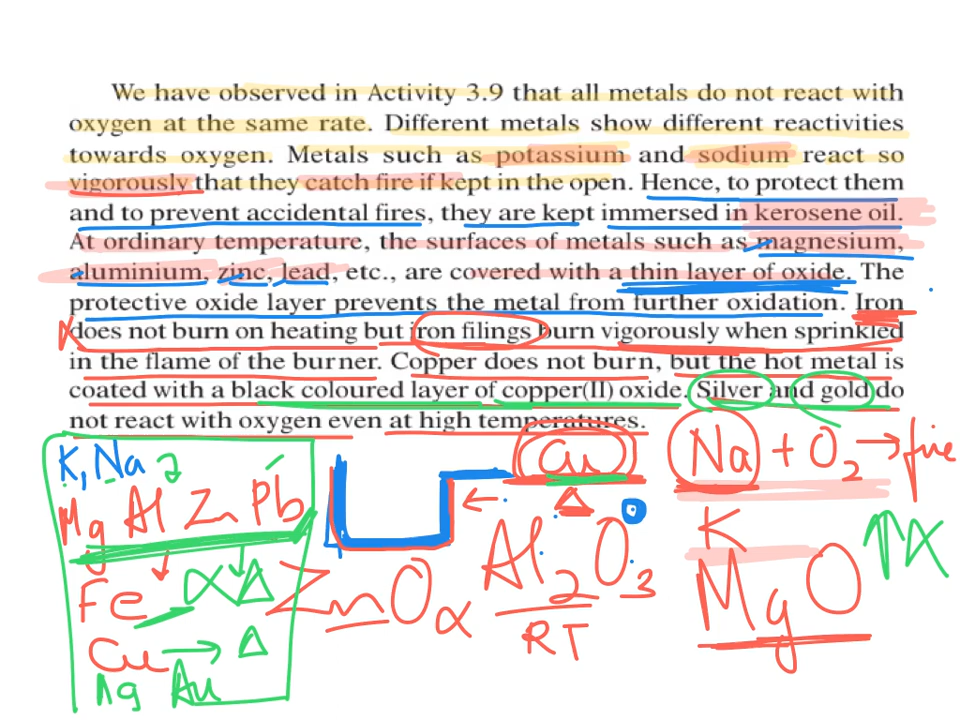 We have observed in Activity 3.9 that all metals do not react with
oxygen at the same rate. Different metals show different reactivities
towards oxygen. Metals such as potassium and sodium react so
vigorously that they catch fire if kept in the open. Hence, to protect them
and to prevent accidental fires, they are kept immersed in kerosene oil.
At ordinary temperature, the surfaces of metals such as magnesium,
aluminium, zinc, lead, etc., are covered with a thin layer of oxide. The
protective oxide layer prevents the metal from further oxidation. Iron
does not burn on heating but iron filings burn vigorously when sprinkled
in the flame of the burner. Copper does not burn, but the hot metal is
coated with a black coloured layer of copper(II) oxide. Silver and gold do
not react with oxygen even at high temperatures.
K, Na
Mg Al Zn Pb
Fe
Cu → Δ
Ag Au
Cu
Δ
ZnO
Al2O3
RT
Na + O2 → fire
K
MgO